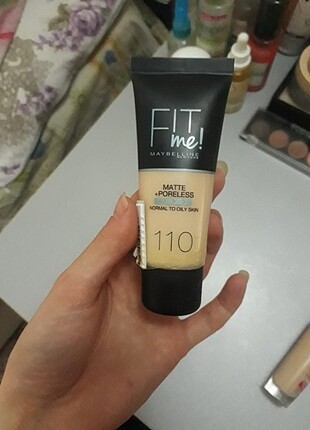 FIT
me!
MAYBELLINE
MATTE
+PORELESS
NORMAL TO OILY SKIN
110